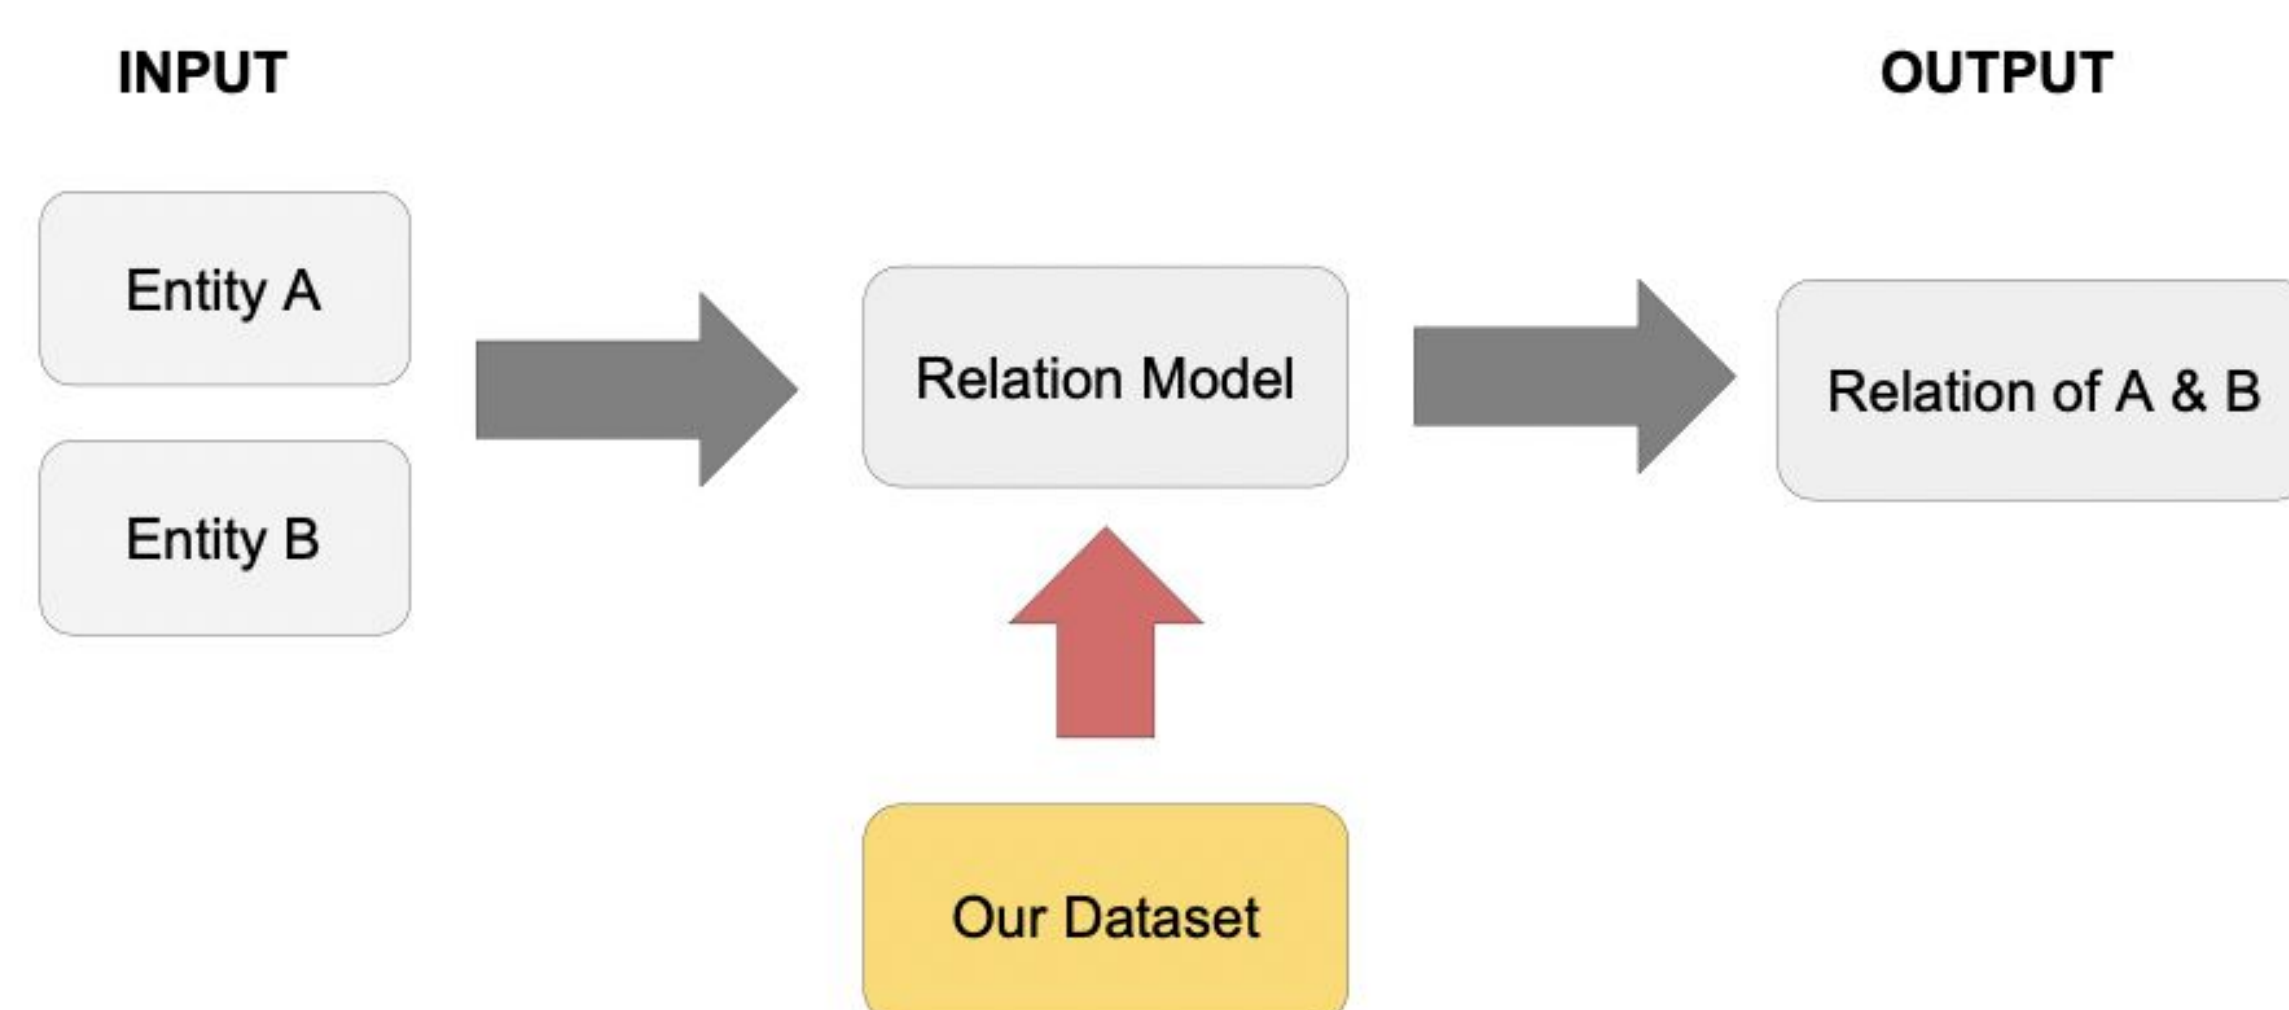 INPUT
OUTPUT
Entity A
Entity B
Relation Model
Relation of A & B
Our Dataset